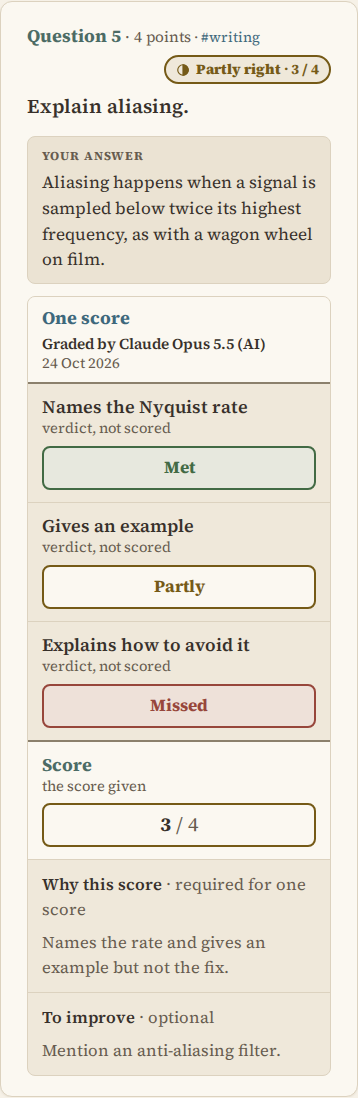 Question 5 · 4 points · #writing
Partly right · 3 / 4
Explain aliasing.
YOUR ANSWER
Aliasing happens when a signal is
sampled below twice its highest
frequency, as with a wagon wheel
on film.
One score
Graded by Claude Opus 5.5 (AI)
24 Oct 2026
Names the Nyquist rate
verdict, not scored
Met
Gives an example
verdict, not scored
Partly
Explains how to avoid it
verdict, not scored
Missed
Score
the score given
3 / 4
Why this score · required for one
score
Names the rate and gives an
example but not the fix.
To improve · optional
Mention an anti-aliasing filter.